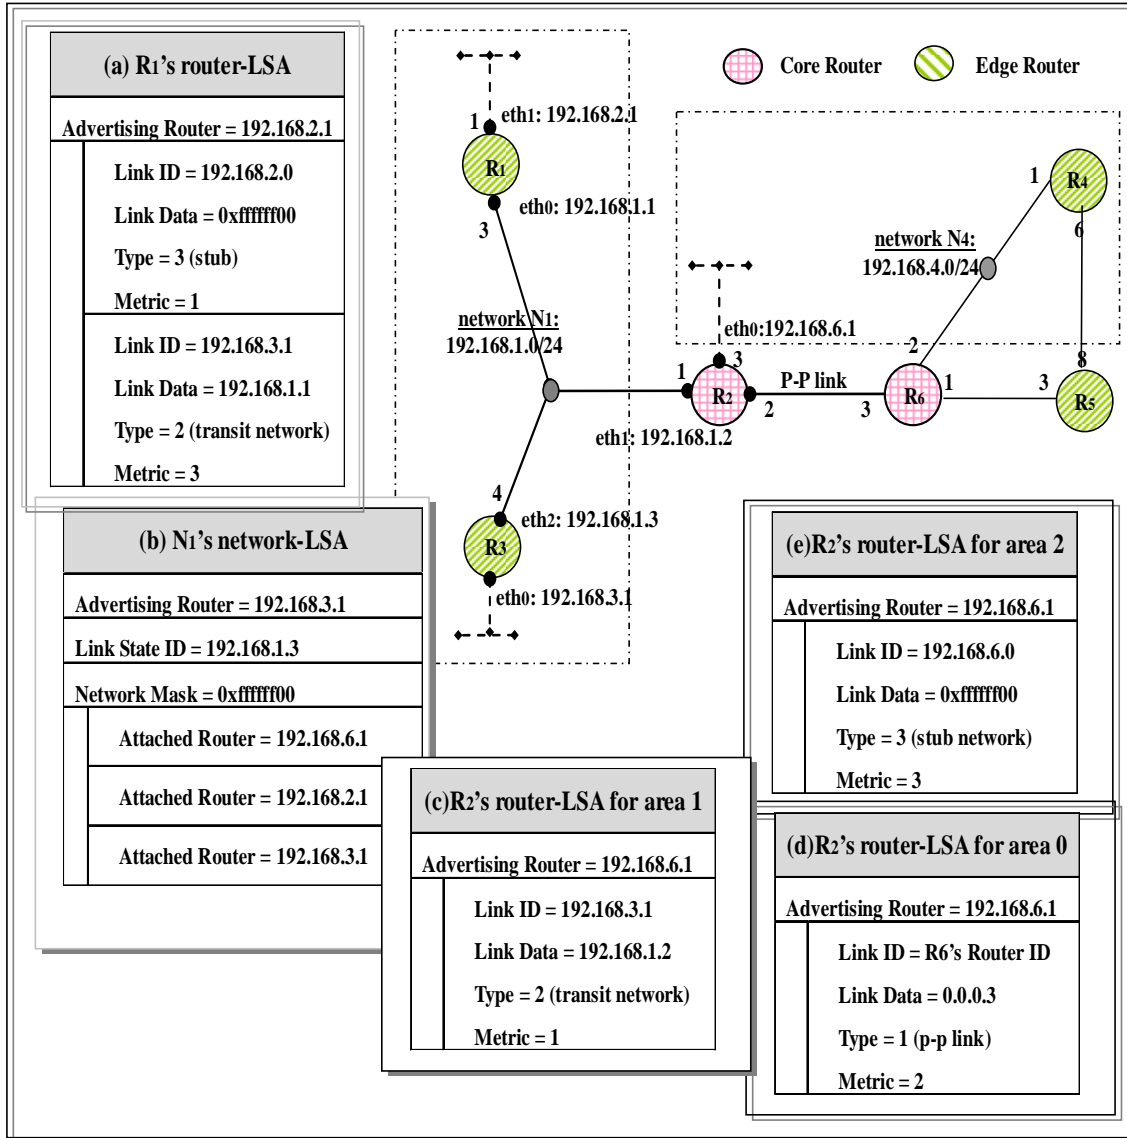 (a) R1's router-LSA
Advertising Router = 192.168.2.1
Link ID = 192.168.2.0
Link Data = 0xffffff00
Type = 3 (stub)
Metric = 1
Link ID = 192.168.3.1
Link Data = 192.168.1.1
Type = 2 (transit network)
Metric = 3
(b) N1's network-LSA
Advertising Router = 192.168.3.1
Link State ID = 192.168.1.3
Network Mask = 0xffffff00
Attached Router = 192.168.6.1
Attached Router = 192.168.2.1
Attached Router = 192.168.3.1
Core Router
Edge Router
1
eth1: 192.168.2.1
R1
eth0: 192.168.1.1
3
network N1:
192.168.1.0/24
4
eth2: 192.168.1.3
R3
eth0: 192.168.3.1
eth0:192.168.6.1
1
3
R2
2
eth1: 192.168.1.2
P-P link
3
R6
2
1
network N4:
192.168.4.0/24
1
R4
6
8
3
R5
(c)R2's router-LSA for area 1
Advertising Router = 192.168.6.1
Link ID = 192.168.3.1
Link Data = 192.168.1.2
Type = 2 (transit network)
Metric = 1
(e)R2's router-LSA for area 2
Advertising Router = 192.168.6.1
Link ID = 192.168.6.0
Link Data = 0xffffff00
Type = 3 (stub network)
Metric = 3
(d)R2's router-LSA for area 0
Advertising Router = 192.168.6.1
Link ID = R6's Router ID
Link Data = 0.0.0.3
Type = 1 (p-p link)
Metric = 2